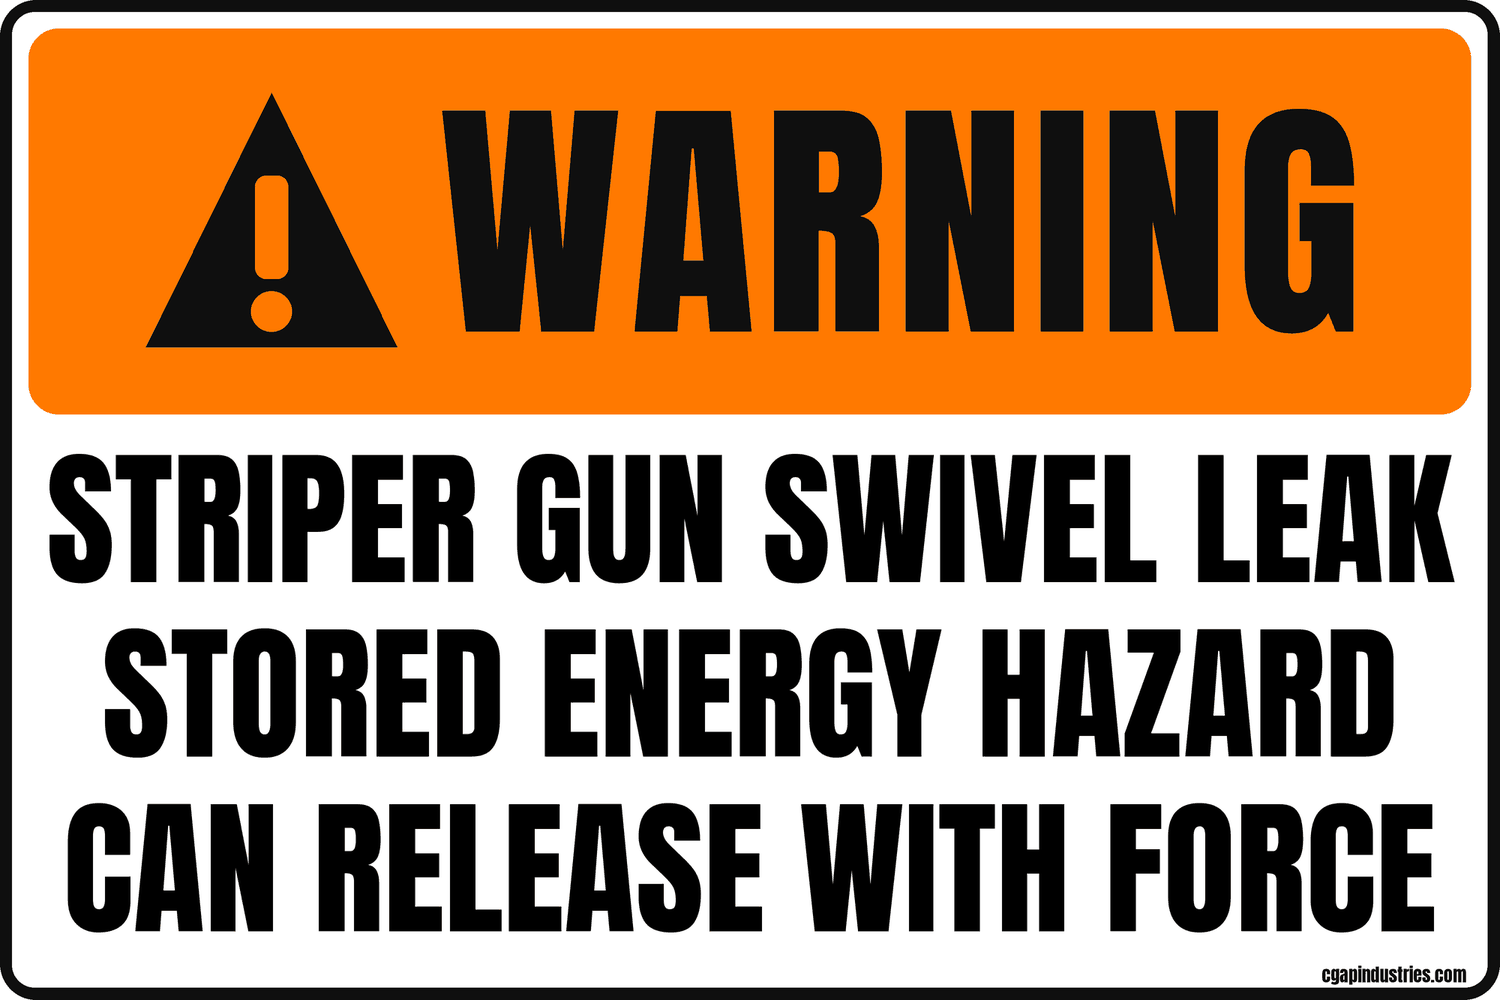 WARNING
STRIPER GUN SWIVEL LEAK
STORED ENERGY HAZARD
CAN RELEASE WITH FORCE
cgapindustries.com